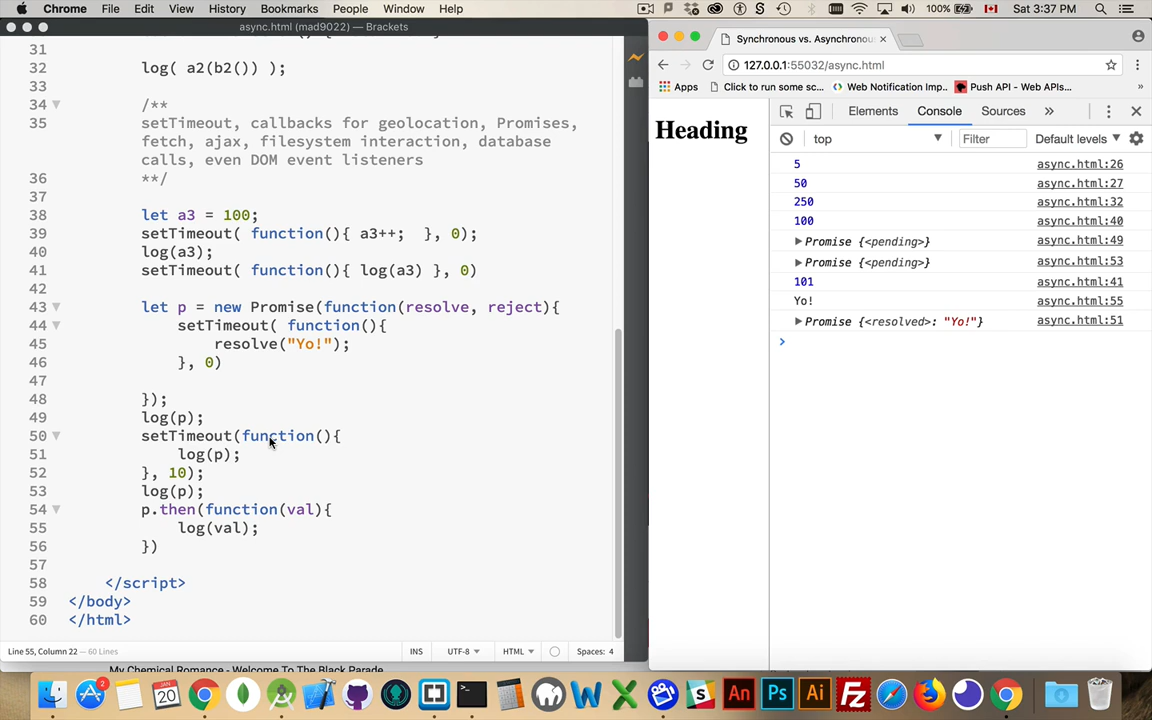 Chrome File Edit View History Bookmarks People Window Help 100% Sat 3:37 PM
async.html (mad9022) — Brackets
31
32 log( a2(b2()) );
33
34 /**
35 setTimeout, callbacks for geolocation, Promises,
fetch, ajax, filesystem interaction, database
calls, even DOM event listeners
36 **/
37
38 let a3 = 100;
39 setTimeout( function(){ a3++;  }, 0);
40 log(a3);
41 setTimeout( function(){ log(a3) }, 0)
42
43 let p = new Promise(function(resolve, reject){
44 setTimeout( function(){
45 resolve("Yo!");
46 }, 0)
47
48 });
49 log(p);
50 setTimeout(function(){
51 log(p);
52 }, 10);
53 log(p);
54 p.then(function(val){
55 log(val);
56 })
57
58 </script>
59 </body>
60 </html>
Line 55, Column 22 — 60 Lines INS UTF-8 HTML Spaces: 4
My Chemical Romance - Welcome To The Black Parade
Synchronous vs. Asynchronou
127.0.0.1:55032/async.html
Apps Click to run some sc... Web Notification Imp... Push API - Web APIs...
Heading
Elements Console Sources
top Filter Default levels
5 async.html:26
50 async.html:27
250 async.html:32
100 async.html:40
Promise {<pending>} async.html:49
Promise {<pending>} async.html:53
101 async.html:41
Yo! async.html:55
Promise {<resolved>: "Yo!"} async.html:51
2 JAN 20 W X S An Ps Ai Fz